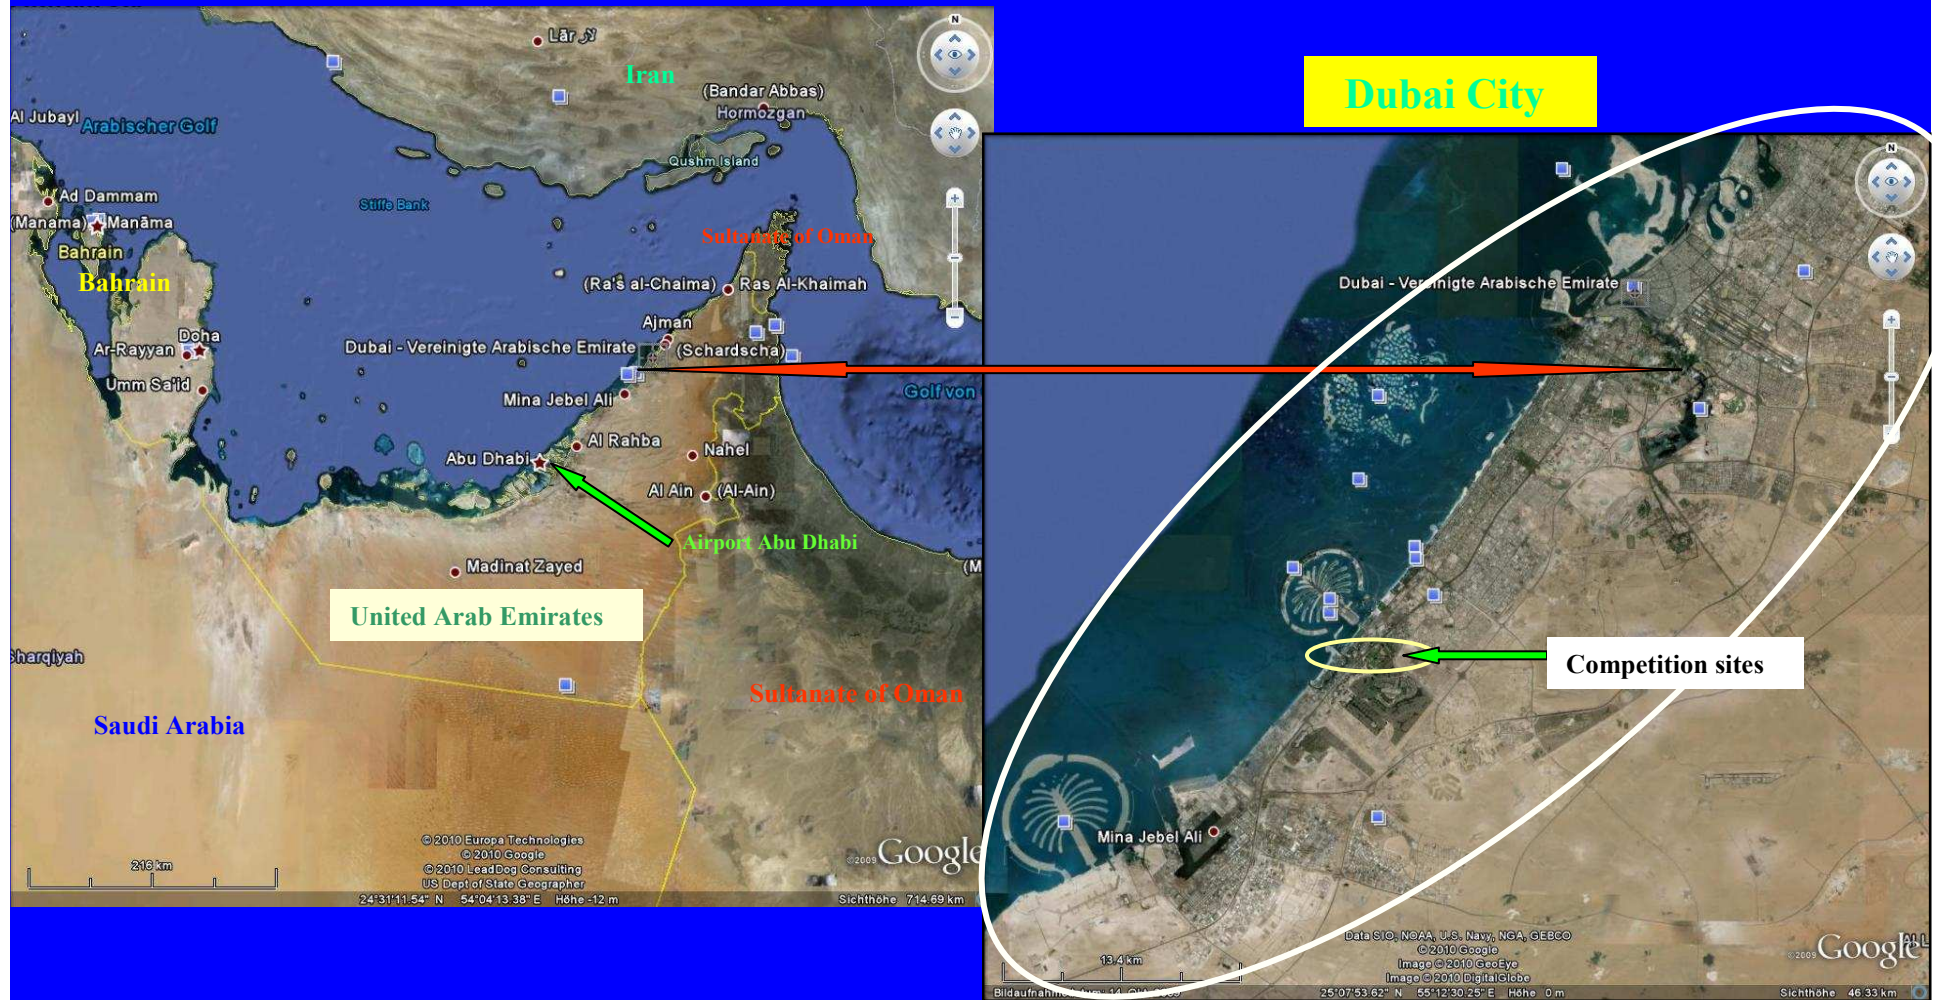 Lār لار
Iran
(Bandar Abbas)
Hormozgan
Al Jubayl
Arabischer Golf
Qushm Island
Ad Dammam
Stiffe Bank
(Manama)
Manāma
Bahrain
Bahrain
Sultanate of Oman
(Ra's al-Chaima)
Ras Al-Khaimah
Ajman
Doha
Ar-Rayyan
Dubai - Vereinigte Arabische Emirate
(Schardscha)
Umm Sa'id
Mina Jebel Ali
Golf von
Al Rahba
Abu Dhabi
Nahel
Al Ain
(Al-Ain)
Airport Abu Dhabi
Madinat Zayed
(M
United Arab Emirates
Sharqiyah
Sultanate of Oman
Saudi Arabia
© 2010 Europa Technologies
© 2010 Google
© 2010 LeadDog Consulting
US Dept of State Geographer
©2009 Google
216 km
24°31'11.54" N 54°04'13.38" E Höhe -12 m
Sichthöhe 714.69 km
N
Dubai City
N
Dubai - Vereinigte Arabische Emirate
Competition sites
Mina Jebel Ali
Data SIO, NOAA, U.S. Navy, NGA, GEBCO
© 2010 Google
Image © 2010 GeoEye
Image © 2010 DigitalGlobe
©2009 Google
13.4 km
25°07'53.62" N 55°12'30.25" E Höhe 0 m
Sichthöhe 46.33 km